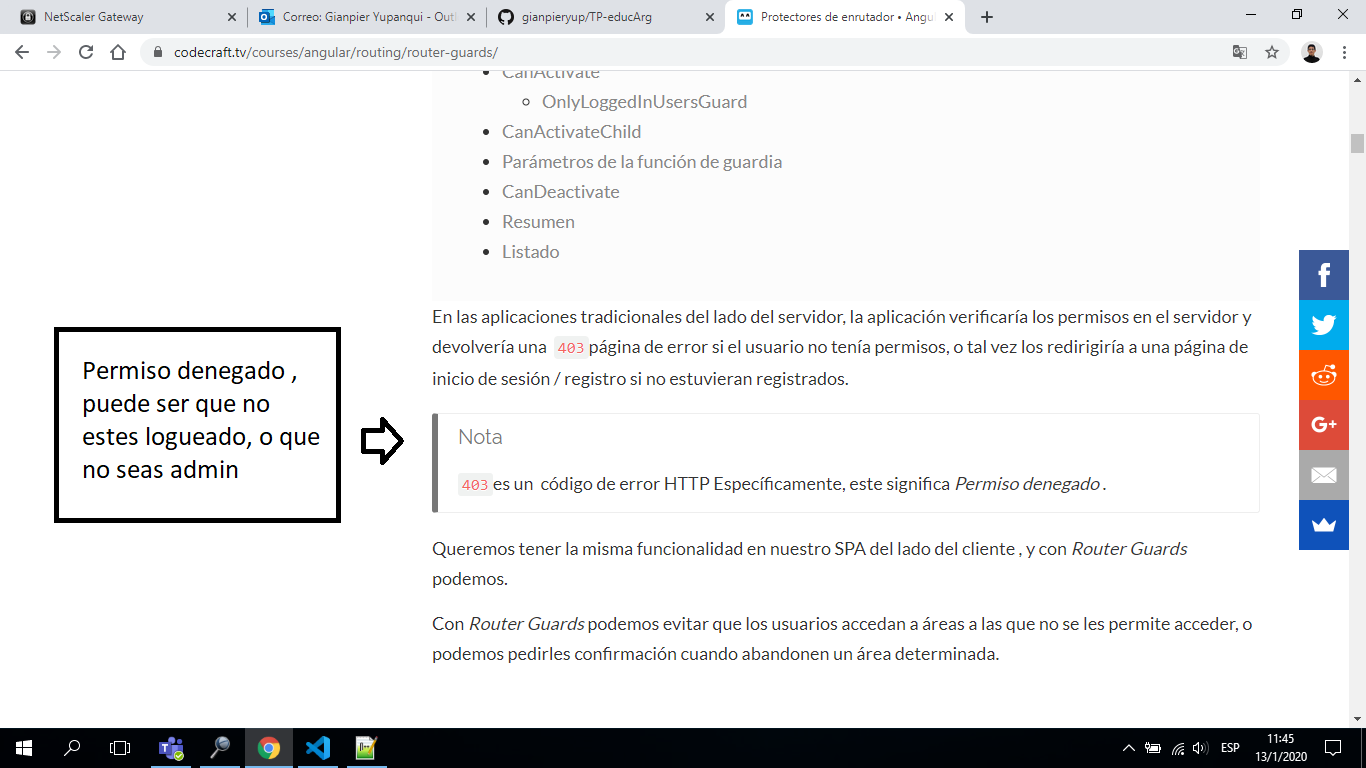 NetScaler Gateway
Correo: Gianpier Yupanqui - Outl
gianpieryup/TP-educArg
Protectores de enrutador • Angu
codecraft.tv/courses/angular/routing/router-guards/
CanActivate
OnlyLoggedInUsersGuard
CanActivateChild
Parámetros de la función de guardia
CanDeactivate
Resumen
Listado
En las aplicaciones tradicionales del lado del servidor, la aplicación verificaría los permisos en el servidor y
devolvería una 403 página de error si el usuario no tenía permisos, o tal vez los redirigiría a una página de
inicio de sesión / registro si no estuvieran registrados.
Permiso denegado ,
puede ser que no
estes logueado, o que
no seas admin
Nota
403 es un código de error HTTP Específicamente, este significa Permiso denegado .
Queremos tener la misma funcionalidad en nuestro SPA del lado del cliente , y con Router Guards
podemos.
Con Router Guards podemos evitar que los usuarios accedan a áreas a las que no se les permite acceder, o
podemos pedirles confirmación cuando abandonen un área determinada.
f
G+
ESP
11:45
13/1/2020